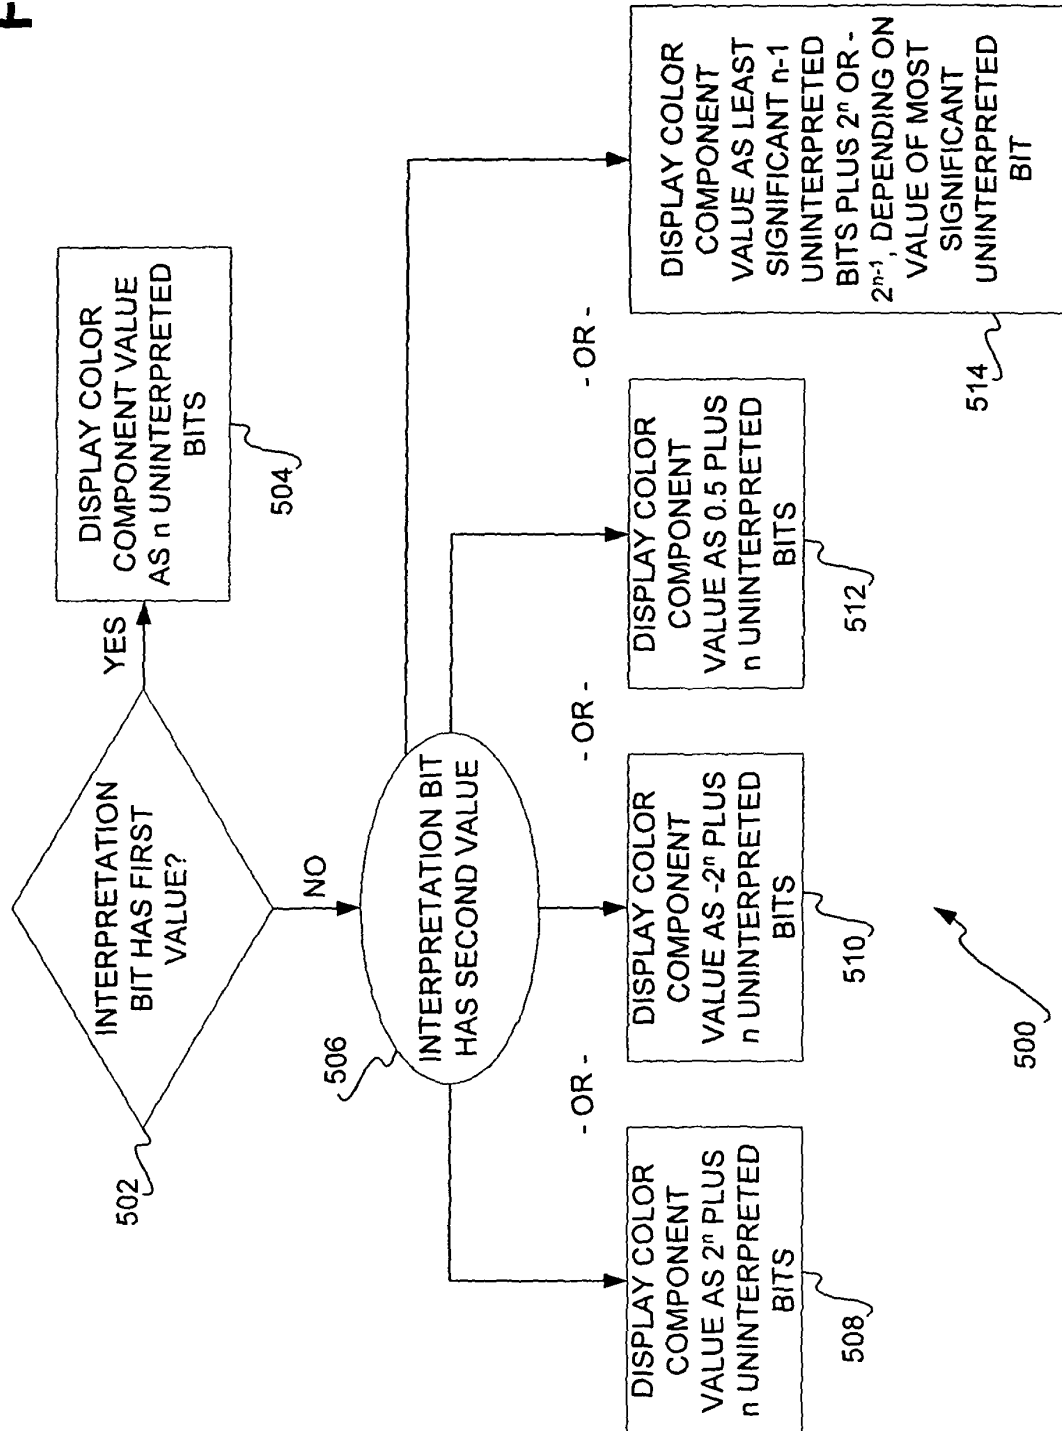 INTERPRETATION
BIT HAS FIRST
VALUE?
502
YES
DISPLAY COLOR
COMPONENT VALUE
AS n UNINTERPRETED
BITS
504
NO
506
INTERPRETATION BIT
HAS SECOND VALUE
DISPLAY COLOR
COMPONENT
VALUE AS 2ⁿ PLUS
n UNINTERPRETED
BITS
508
- OR -
DISPLAY COLOR
COMPONENT
VALUE AS -2ⁿ PLUS
n UNINTERPRETED
BITS
510
- OR -
DISPLAY COLOR
COMPONENT
VALUE AS 0.5 PLUS
n UNINTERPRETED
BITS
512
- OR -
DISPLAY COLOR
COMPONENT
VALUE AS LEAST
SIGNIFICANT n-1
UNINTERPRETED
BITS PLUS 2ⁿ OR -
2ⁿ⁻¹, DEPENDING ON
VALUE OF MOST
SIGNIFICANT
UNINTERPRETED
BIT
514
500